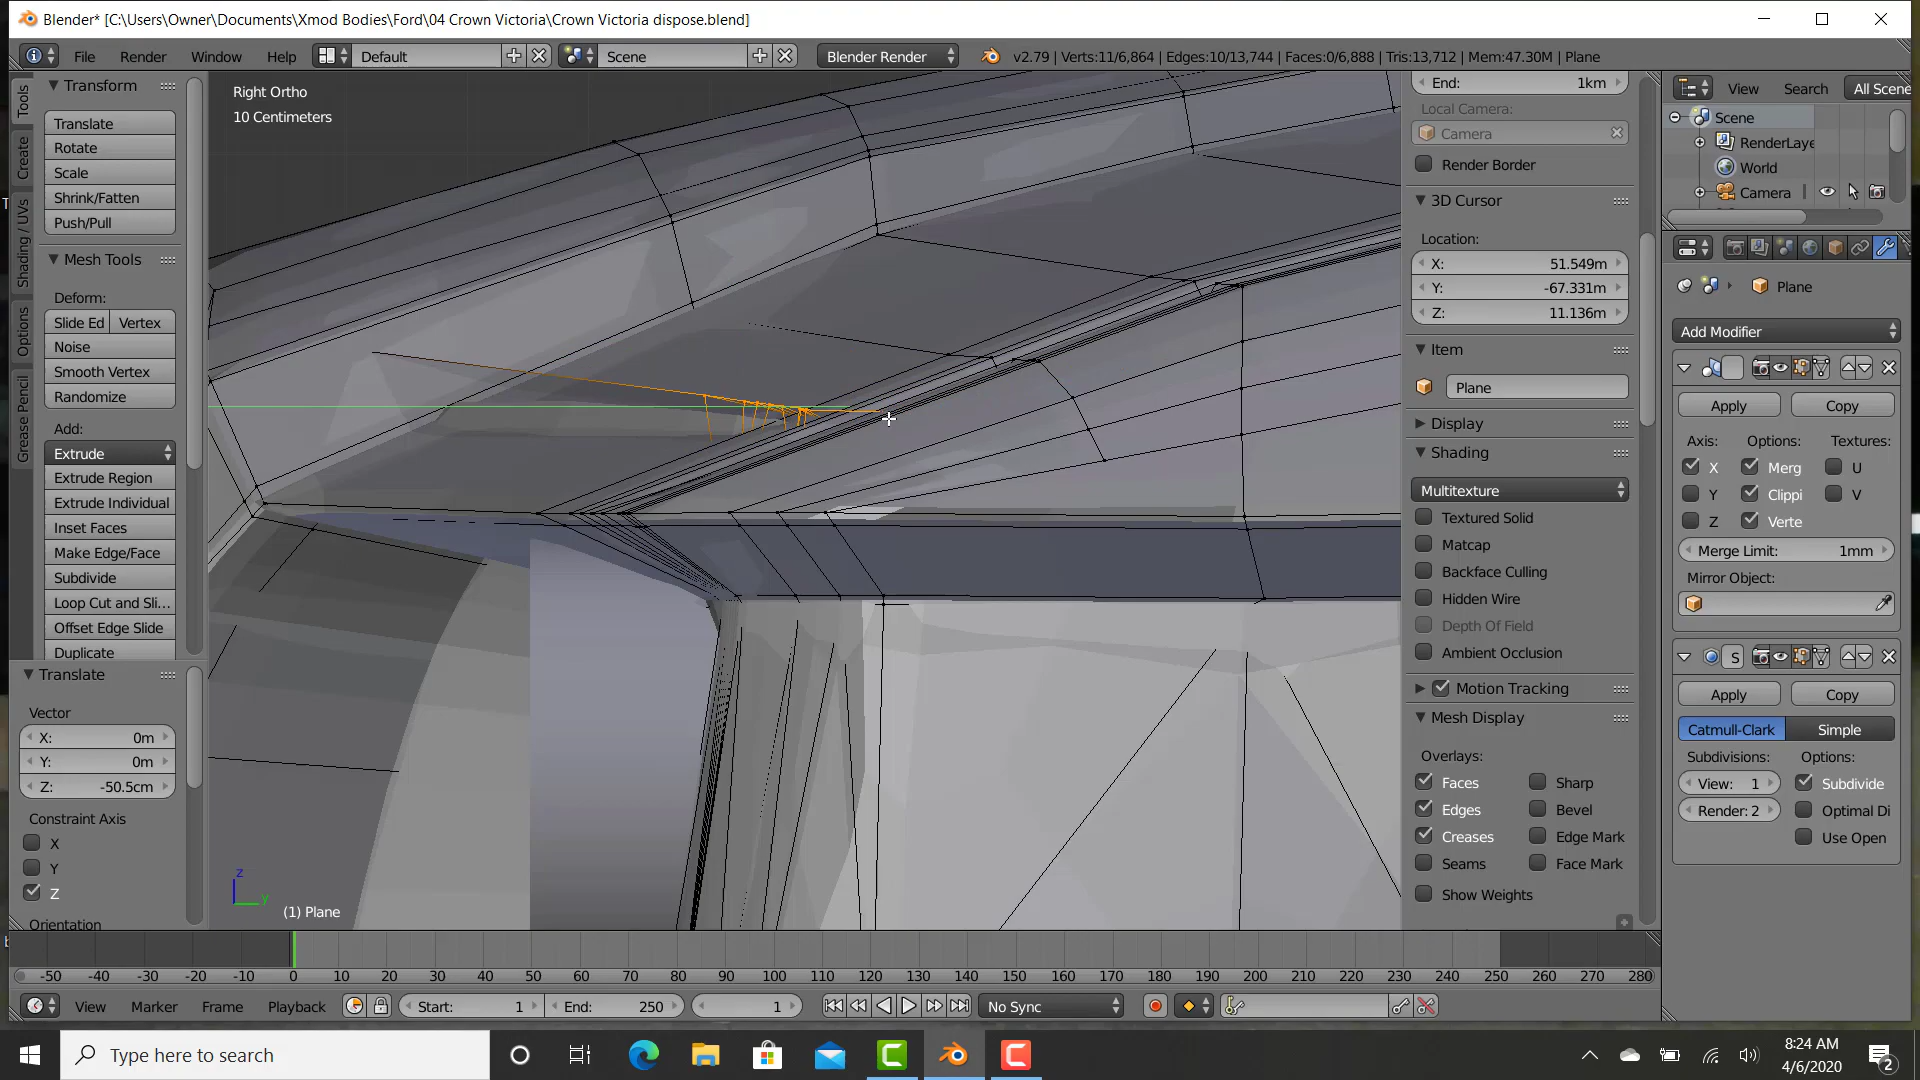 Blender* [C:\Users\Owner\Documents\Xmod Bodies\Ford\04 Crown Victoria\Crown Victoria dispose.blend]
File Render Window Help Default Scene Blender Render v2.79 | Verts:11/6,864 | Edges:10/13,744 | Faces:0/6,888 | Tris:13,712 | Mem:47.30M | Plane
Tools
Create
Shading / UVs
Options
Grease Pencil
Transform
Translate
Rotate
Scale
Shrink/Fatten
Push/Pull
Mesh Tools
Deform:
Slide Ed Vertex
Noise
Smooth Vertex
Randomize
Add:
Extrude
Extrude Region
Extrude Individual
Inset Faces
Make Edge/Face
Subdivide
Loop Cut and Sli...
Offset Edge Slide
Duplicate
Translate
Vector
X: 0m
Y: 0m
Z: -50.5cm
Constraint Axis
X
Y
Z
Orientation
Right Ortho
10 Centimeters
z
y
(1) Plane
End: 1km
Local Camera:
Camera
Render Border
3D Cursor
Location:
X: 51.549m
Y: -67.331m
Z: 11.136m
Item
Plane
Display
Shading
Multitexture
Textured Solid
Matcap
Backface Culling
Hidden Wire
Depth Of Field
Ambient Occlusion
Motion Tracking
Mesh Display
Overlays:
Faces Sharp
Edges Bevel
Creases Edge Mark
Seams Face Mark
Show Weights
View Search All Scene
Scene
RenderLaye
World
Camera
Plane
Add Modifier
Apply Copy
Axis: Options: Textures:
X Merg U
Y Clippi V
Z Verte
Merge Limit: 1mm
Mirror Object:
S
Apply Copy
Catmull-Clark Simple
Subdivisions: Options:
View: 1 Subdivide
Render: 2 Optimal Di
Use Open
-50 -40 -30 -20 -10 0 10 20 30 40 50 60 70 80 90 100 110 120 130 140 150 160 170 180 190 200 210 220 230 240 250 260 270 280
View Marker Frame Playback Start: 1 End: 250 1 No Sync
Type here to search
8:24 AM
4/6/2020
2